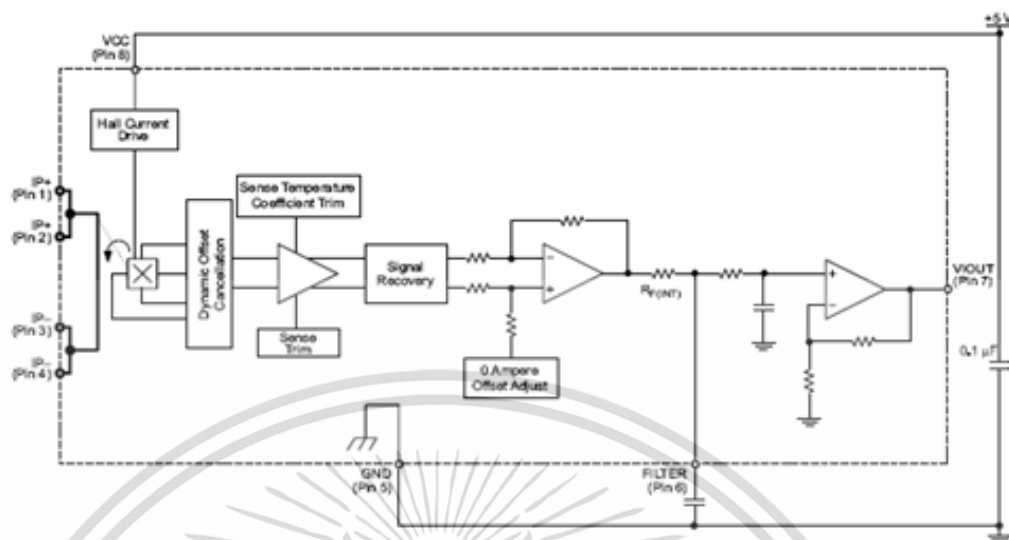 +5 V
VCC
(Pin 8)
Hall Current
Drive
IP+
(Pin 1)
IP+
(Pin 2)
IP−
(Pin 3)
IP−
(Pin 4)
Dynamic Offset
Cancellation
Sense Temperature
Coefficient Trim
Sense
Trim
Signal
Recovery
0 Ampere
Offset Adjust
RF(INT)
VIOUT
(Pin 7)
0.1 µF
GND
(Pin 5)
FILTER
(Pin 6)